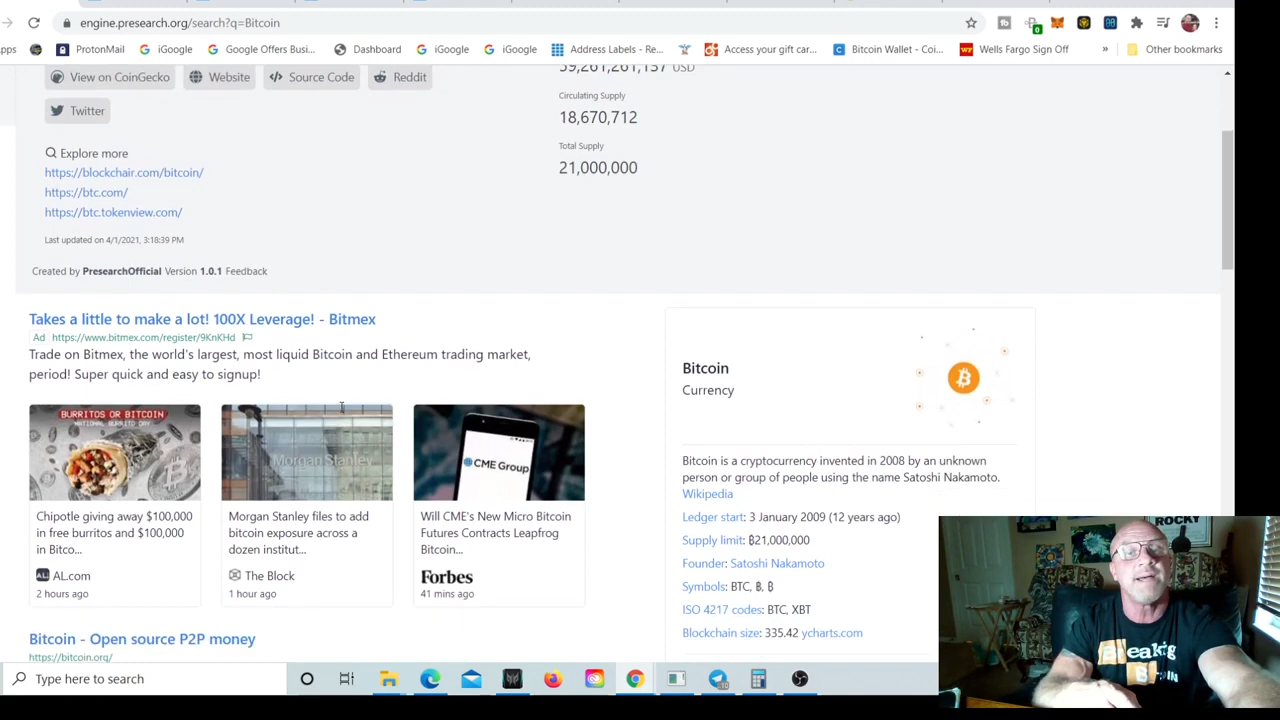 engine.presearch.org/search?q=Bitcoin
ProtonMail
iGoogle
Google Offers Busi...
Dashboard
iGoogle
iGoogle
Address Labels - Re...
Access your gift car...
Bitcoin Wallet - Coi...
Wells Fargo Sign Off
»
Other bookmarks
View on CoinGecko
Website
Source Code
Reddit
Twitter
USD
Circulating Supply
18,670,712
Total Supply
21,000,000
Explore more
https://blockchair.com/bitcoin/
https://btc.com/
https://btc.tokenview.com/
Last updated on 4/1/2021, 3:18:39 PM
Created by PresearchOfficial Version 1.0.1 Feedback
Takes a little to make a lot! 100X Leverage! - Bitmex
Ad https://www.bitmex.com/register/9KnKHd
Trade on Bitmex, the world's largest, most liquid Bitcoin and Ethereum trading market,
period! Super quick and easy to signup!
BURRITOS OR BITCOIN
NATIONAL BURRITO DAY
Morgan Stanley
CME Group
Chipotle giving away $100,000
in free burritos and $100,000
in Bitco...
AL.com
2 hours ago
Morgan Stanley files to add
bitcoin exposure across a
dozen institut...
The Block
1 hour ago
Will CME's New Micro Bitcoin
Futures Contracts Leapfrog
Bitcoin...
Forbes
41 mins ago
Bitcoin - Open source P2P money
https://bitcoin.org/
Bitcoin
Currency
Bitcoin is a cryptocurrency invented in 2008 by an unknown
person or group of people using the name Satoshi Nakamoto.
Wikipedia
Ledger start: 3 January 2009 (12 years ago)
Supply limit: ₿21,000,000
Founder: Satoshi Nakamoto
Symbols: BTC, ₿, ₿
ISO 4217 codes: BTC, XBT
Blockchain size: 335.42 ycharts.com
ROCKY
Breaking
Type here to search